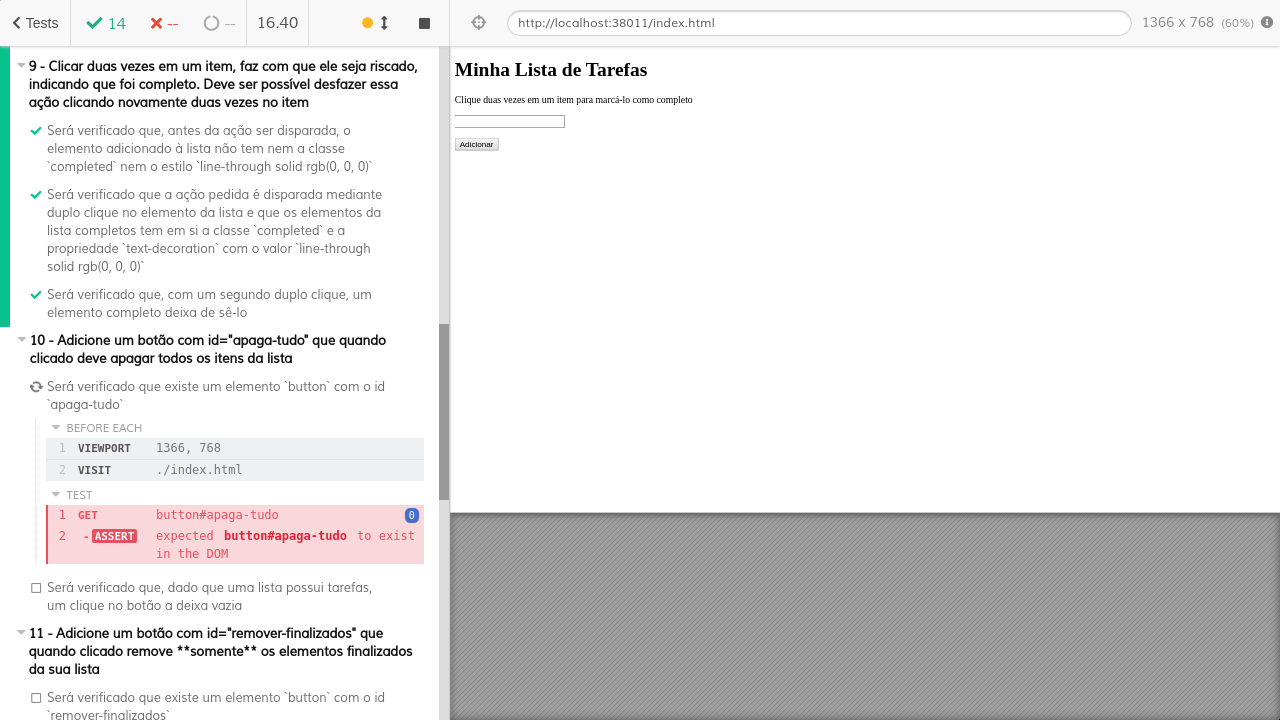 Tests
14
--
--
16.40
http://localhost:38011/index.html
1366 x 768 (60%)
9 - Clicar duas vezes em um item, faz com que ele seja riscado,
indicando que foi completo. Deve ser possível desfazer essa
ação clicando novamente duas vezes no item
Será verificado que, antes da ação ser disparada, o
elemento adicionado à lista não tem nem a classe
`completed` nem o estilo `line-through solid rgb(0, 0, 0)`
Será verificado que a ação pedida é disparada mediante
duplo clique no elemento da lista e que os elementos da
lista completos tem em si a classe `completed` e a
propriedade `text-decoration` com o valor `line-through
solid rgb(0, 0, 0)`
Será verificado que, com um segundo duplo clique, um
elemento completo deixa de sê-lo
10 - Adicione um botão com id="apaga-tudo" que quando
clicado deve apagar todos os itens da lista
Será verificado que existe um elemento `button` com o id
`apaga-tudo`
BEFORE EACH
1 VIEWPORT 1366, 768
2 VISIT ./index.html
TEST
1 GET button#apaga-tudo 0
2 -ASSERT expected button#apaga-tudo to exist
in the DOM
Será verificado que, dado que uma lista possui tarefas,
um clique no botão a deixa vazia
11 - Adicione um botão com id="remover-finalizados" que
quando clicado remove **somente** os elementos finalizados
da sua lista
Será verificado que existe um elemento `button` com o id
`remover-finalizados`
Minha Lista de Tarefas
Clique duas vezes em um item para marcá-lo como completo
Adicionar